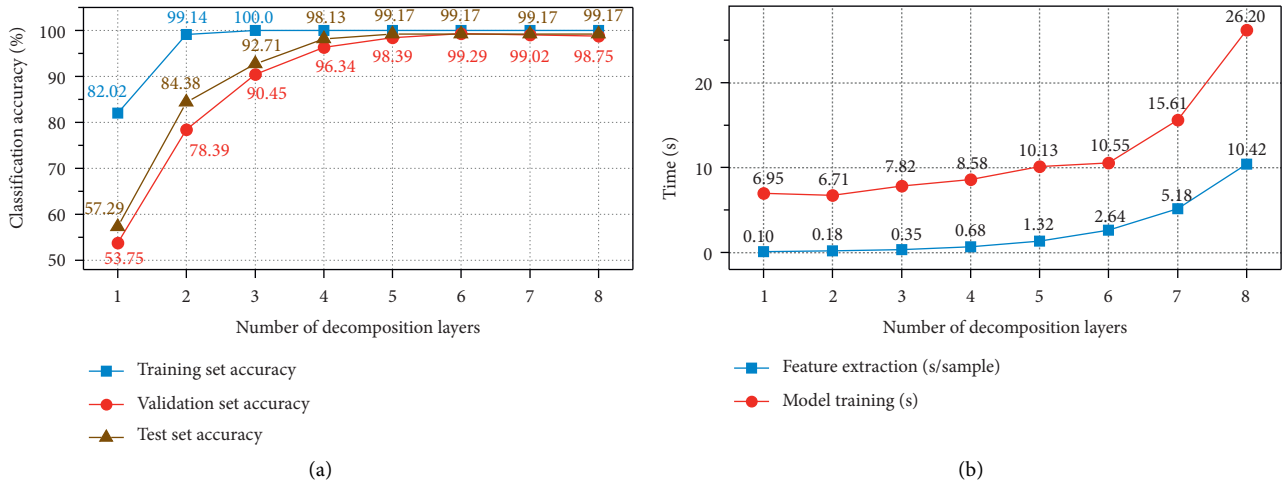 99.14 100.0 98.13 99.17 99.17 99.17 99.17
100
92.71
98.39 99.29 99.02 98.75
96.34
90
90.45
82.02
84.38
80
78.39
70
60
57.29
53.75
50
1 2 3 4 5 6 7 8
Classification accuracy (%)
Number of decomposition layers
Training set accuracy
Validation set accuracy
Test set accuracy
(a)
26.20
20
15.61
10
10.13 10.55 10.42
6.95 6.71 7.82 8.58
5.18
0.10 0.18 0.35 0.68 1.32 2.64
0
1 2 3 4 5 6 7 8
Time (s)
Number of decomposition layers
Feature extraction (s/sample)
Model training (s)
(b)